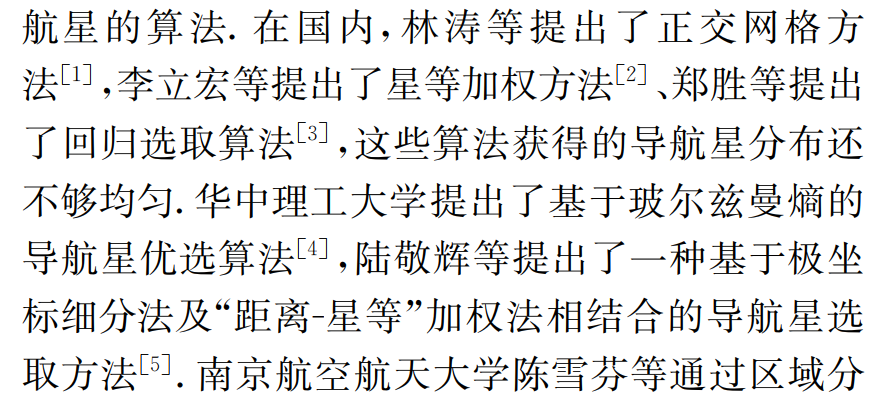 航星的算法. 在国内,林涛等提出了正交网格方
法[1],李立宏等提出了星等加权方法[2]、郑胜等提出
了回归选取算法[3],这些算法获得的导航星分布还
不够均匀. 华中理工大学提出了基于玻尔兹曼熵的
导航星优选算法[4],陆敬辉等提出了一种基于极坐
标细分法及“距离-星等”加权法相结合的导航星选
取方法[5]. 南京航空航天大学陈雪芬等通过区域分